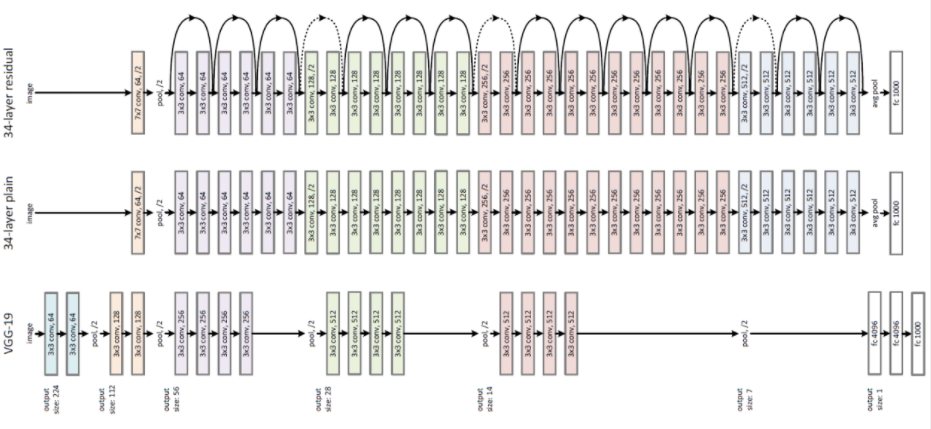 output
size: 224
output
size: 112
output
size: 56
output
size: 28
output
size: 14
output
size: 7
output
size: 1
VGG-19
image
3x3 conv, 64
3x3 conv, 64
pool, /2
3x3 conv, 128
3x3 conv, 128
pool, /2
3x3 conv, 256
3x3 conv, 256
3x3 conv, 256
3x3 conv, 256
pool, /2
3x3 conv, 512
3x3 conv, 512
3x3 conv, 512
3x3 conv, 512
pool, /2
3x3 conv, 512
3x3 conv, 512
3x3 conv, 512
3x3 conv, 512
pool, /2
fc 4096
fc 4096
fc 1000
34-layer plain
image
7x7 conv, 64, /2
pool, /2
3x3 conv, 64
3x3 conv, 64
3x3 conv, 64
3x3 conv, 64
3x3 conv, 64
3x3 conv, 64
3x3 conv, 128, /2
3x3 conv, 128
3x3 conv, 128
3x3 conv, 128
3x3 conv, 128
3x3 conv, 128
3x3 conv, 128
3x3 conv, 128
3x3 conv, 256, /2
3x3 conv, 256
3x3 conv, 256
3x3 conv, 256
3x3 conv, 256
3x3 conv, 256
3x3 conv, 256
3x3 conv, 256
3x3 conv, 256
3x3 conv, 256
3x3 conv, 256
3x3 conv, 256
3x3 conv, 512, /2
3x3 conv, 512
3x3 conv, 512
3x3 conv, 512
3x3 conv, 512
3x3 conv, 512
avg pool
fc 1000
34-layer residual
image
7x7 conv, 64, /2
pool, /2
3x3 conv, 64
3x3 conv, 64
3x3 conv, 64
3x3 conv, 64
3x3 conv, 64
3x3 conv, 64
3x3 conv, 128, /2
3x3 conv, 128
3x3 conv, 128
3x3 conv, 128
3x3 conv, 128
3x3 conv, 128
3x3 conv, 128
3x3 conv, 128
3x3 conv, 256, /2
3x3 conv, 256
3x3 conv, 256
3x3 conv, 256
3x3 conv, 256
3x3 conv, 256
3x3 conv, 256
3x3 conv, 256
3x3 conv, 256
3x3 conv, 256
3x3 conv, 256
3x3 conv, 256
3x3 conv, 512, /2
3x3 conv, 512
3x3 conv, 512
3x3 conv, 512
3x3 conv, 512
3x3 conv, 512
avg pool
fc 1000